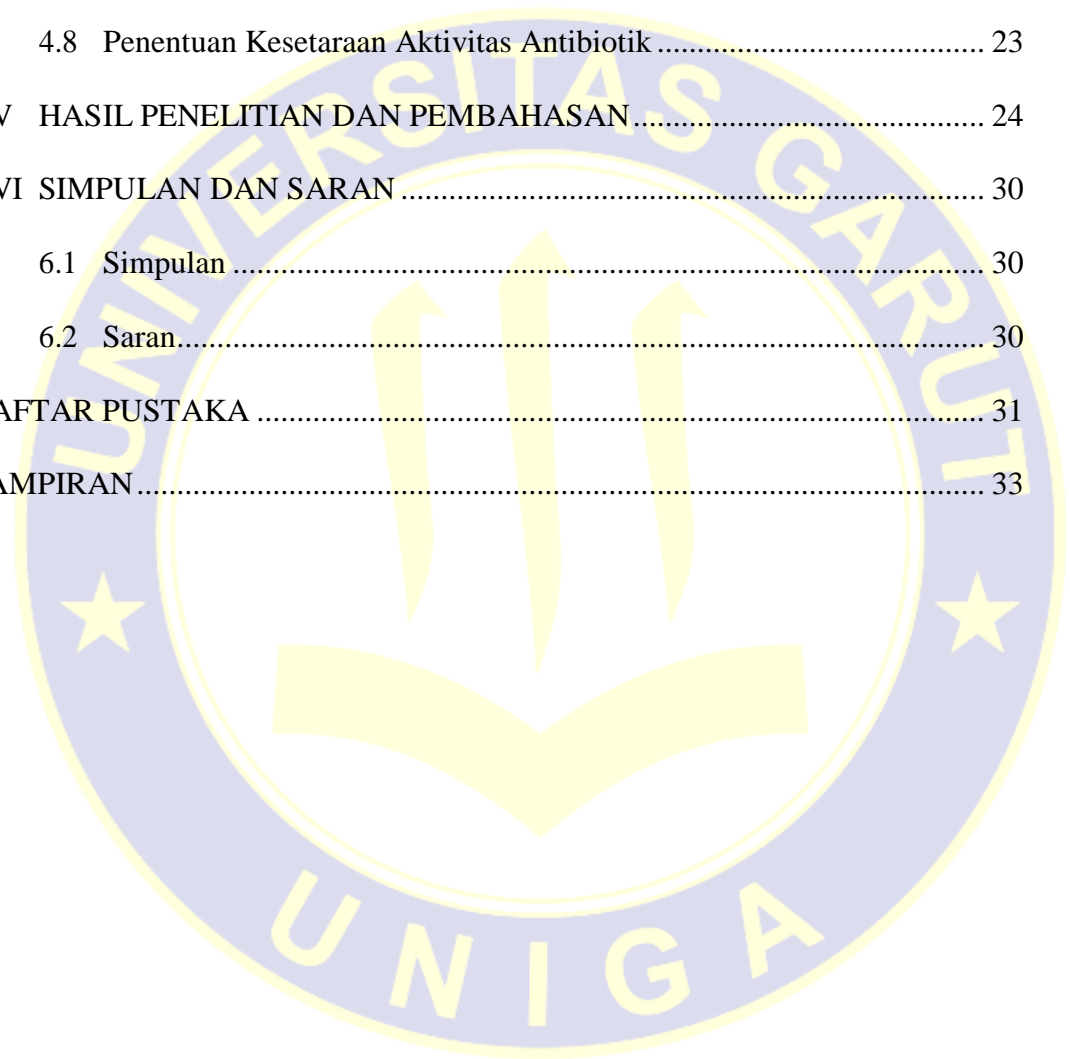 4.8 Penentuan Kesetaraan Aktivitas Antibiotik ..................................... 23
V HASIL PENELITIAN DAN PEMBAHASAN ........................................ 24
VI SIMPULAN DAN SARAN .................................................................. 30
6.1 Simpulan ...................................................................................... 30
6.2 Saran ............................................................................................ 30
AFTAR PUSTAKA .................................................................................. 31
AMPIRAN ................................................................................................ 33
UNIVERSITAS GARUT
UNIGA